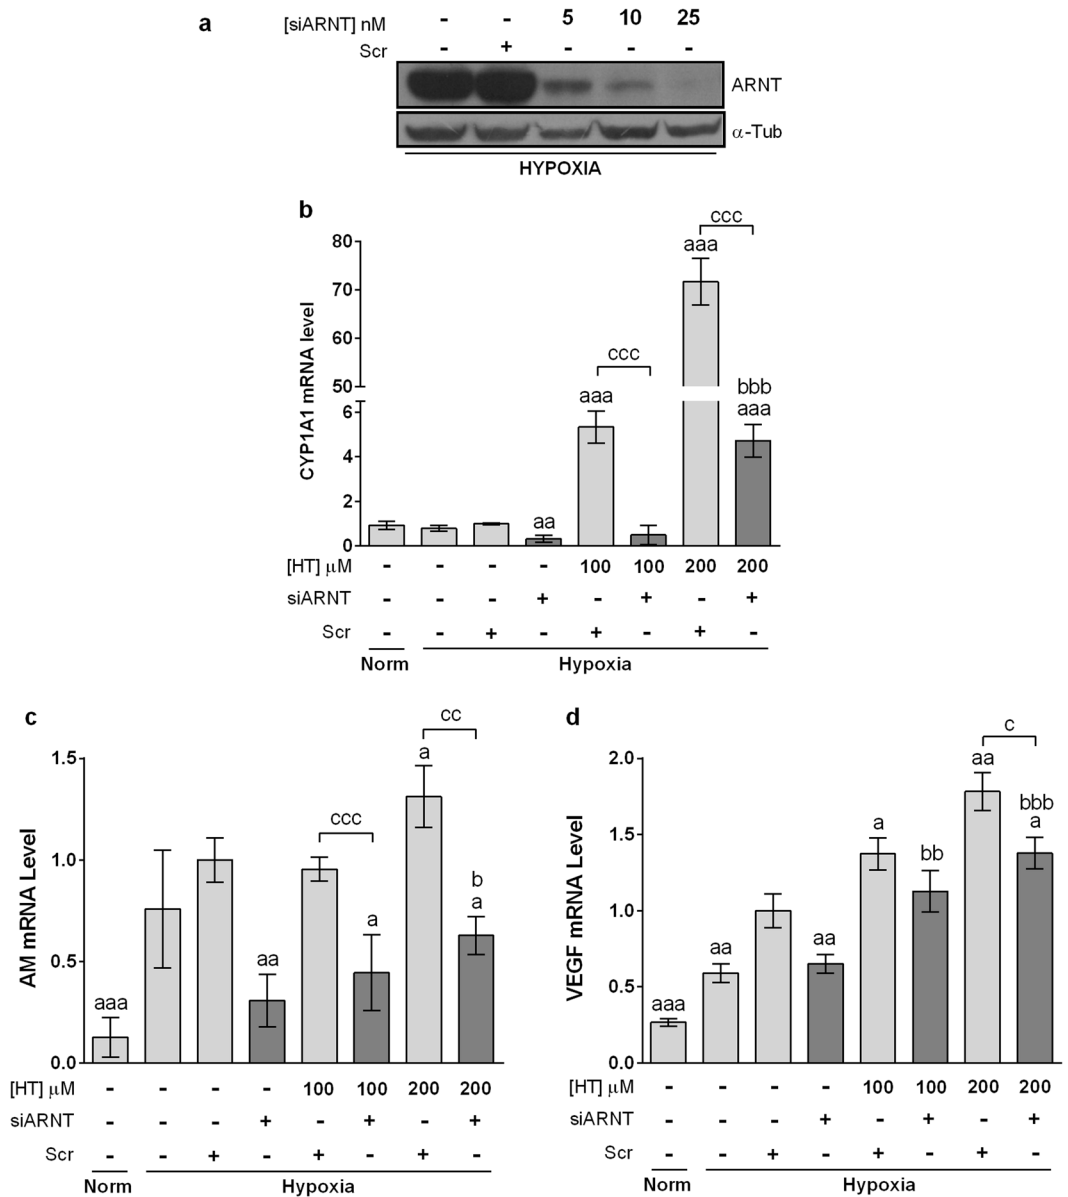 a
[siARNT] nM - - 5 10 25
Scr - + - - -
ARNT
α-Tub
HYPOXIA
b
CYP1A1 mRNA level
80
70
60
50
6
4
2
0
aa
aaa
ccc
aaa
ccc
bbb
aaa
[HT] μM - - - - 100 100 200 200
siARNT - - - + - + - +
Scr - - + - + - + -
Norm Hypoxia
c
AM mRNA Level
1.5
1.0
0.5
0.0
aaa
aa
ccc
a
cc
a
b
a
[HT] μM - - - - 100 100 200 200
siARNT - - - + - + - +
Scr - - + - + - + -
Norm Hypoxia
d
VEGF mRNA Level
2.0
1.5
1.0
0.5
0.0
aaa
aa
aa
a
bb
c
aa
bbb
a
[HT] μM - - - - 100 100 200 200
siARNT - - - + - + - +
Scr - - + - + - + -
Norm Hypoxia